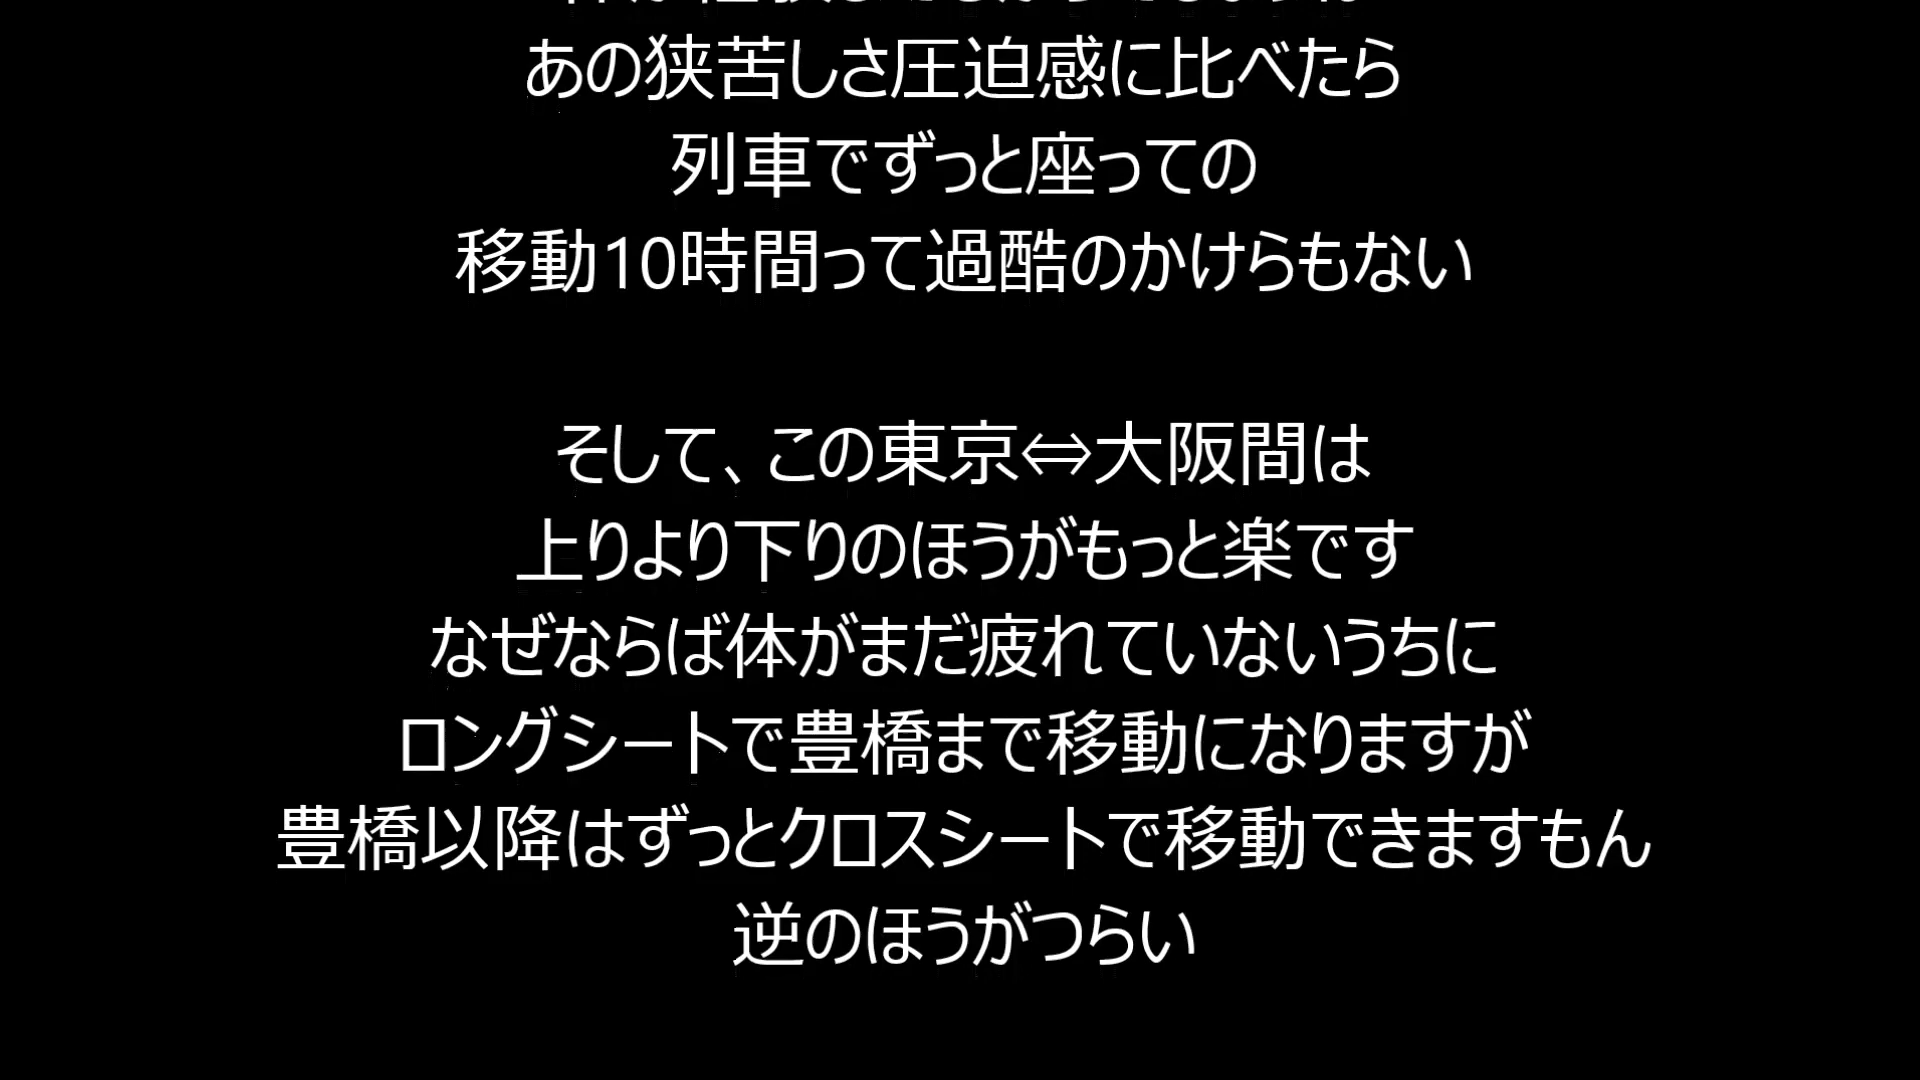 あの狭苦しさ圧迫感に比べたら
列車でずっと座っての
移動10時間って過酷のかけらもない
そして、この東京⇔大阪間は
上りより下りのほうがもっと楽です
なぜならば体がまだ疲れていないうちに
ロングシートで豊橋まで移動になりますが
豊橋以降はずっとクロスシートで移動できますもん
逆のほうがつらい